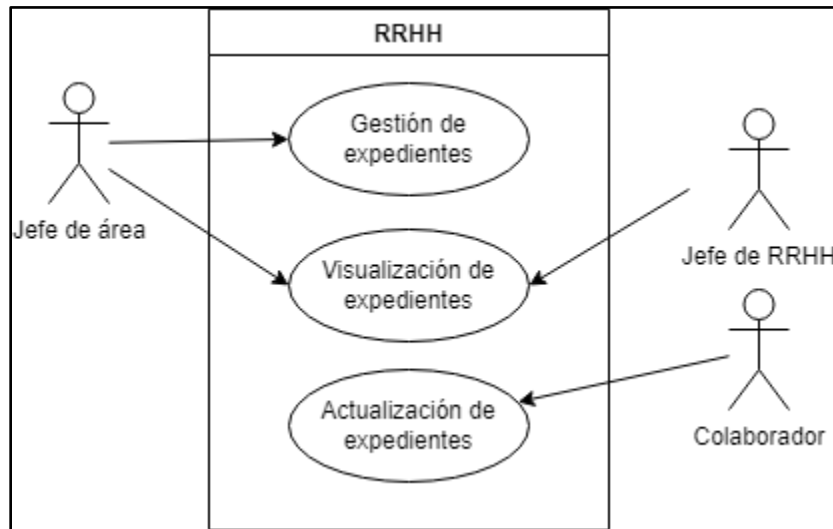 RRHH
Gestión de
expedientes
Jefe de área
Visualización de
expedientes
Jefe de RRHH
Actualización de
expedientes
Colaborador